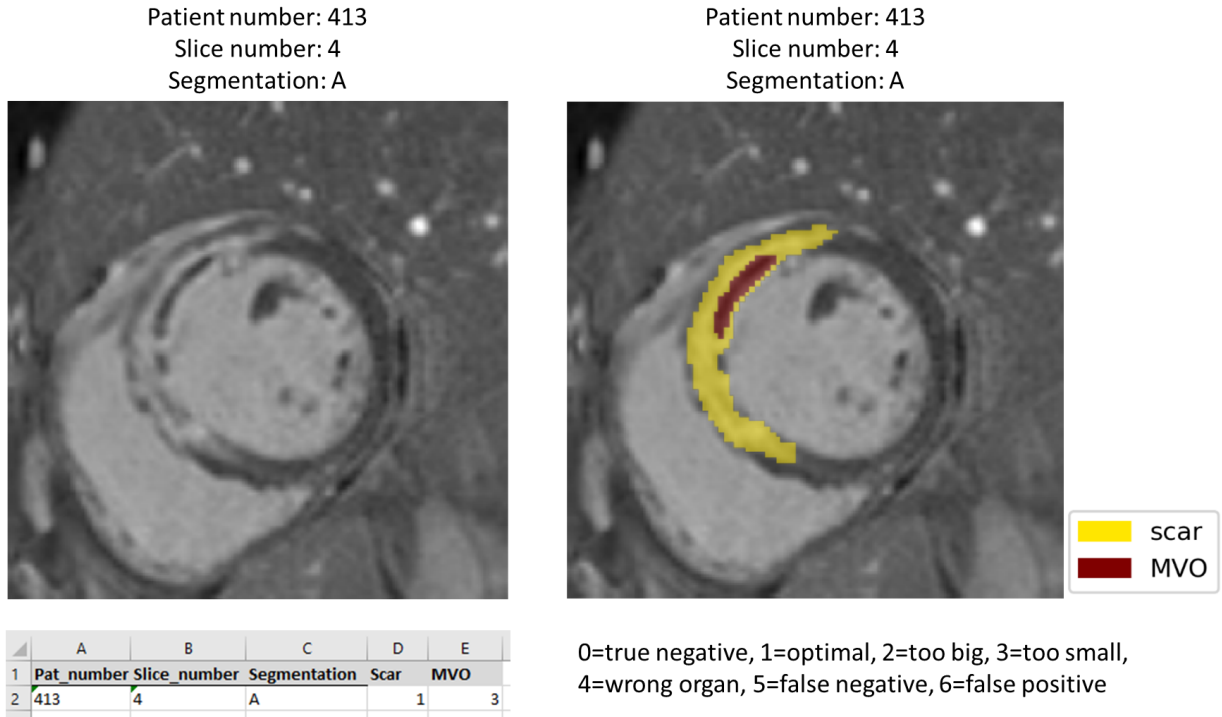 Patient number: 413
Slice number: 4
Segmentation: A
Patient number: 413
Slice number: 4
Segmentation: A
scar
MVO
A B C D E
1 Pat_number Slice_number Segmentation Scar MVO
2 413 4 A 1 3
0=true negative, 1=optimal, 2=too big, 3=too small,
4=wrong organ, 5=false negative, 6=false positive